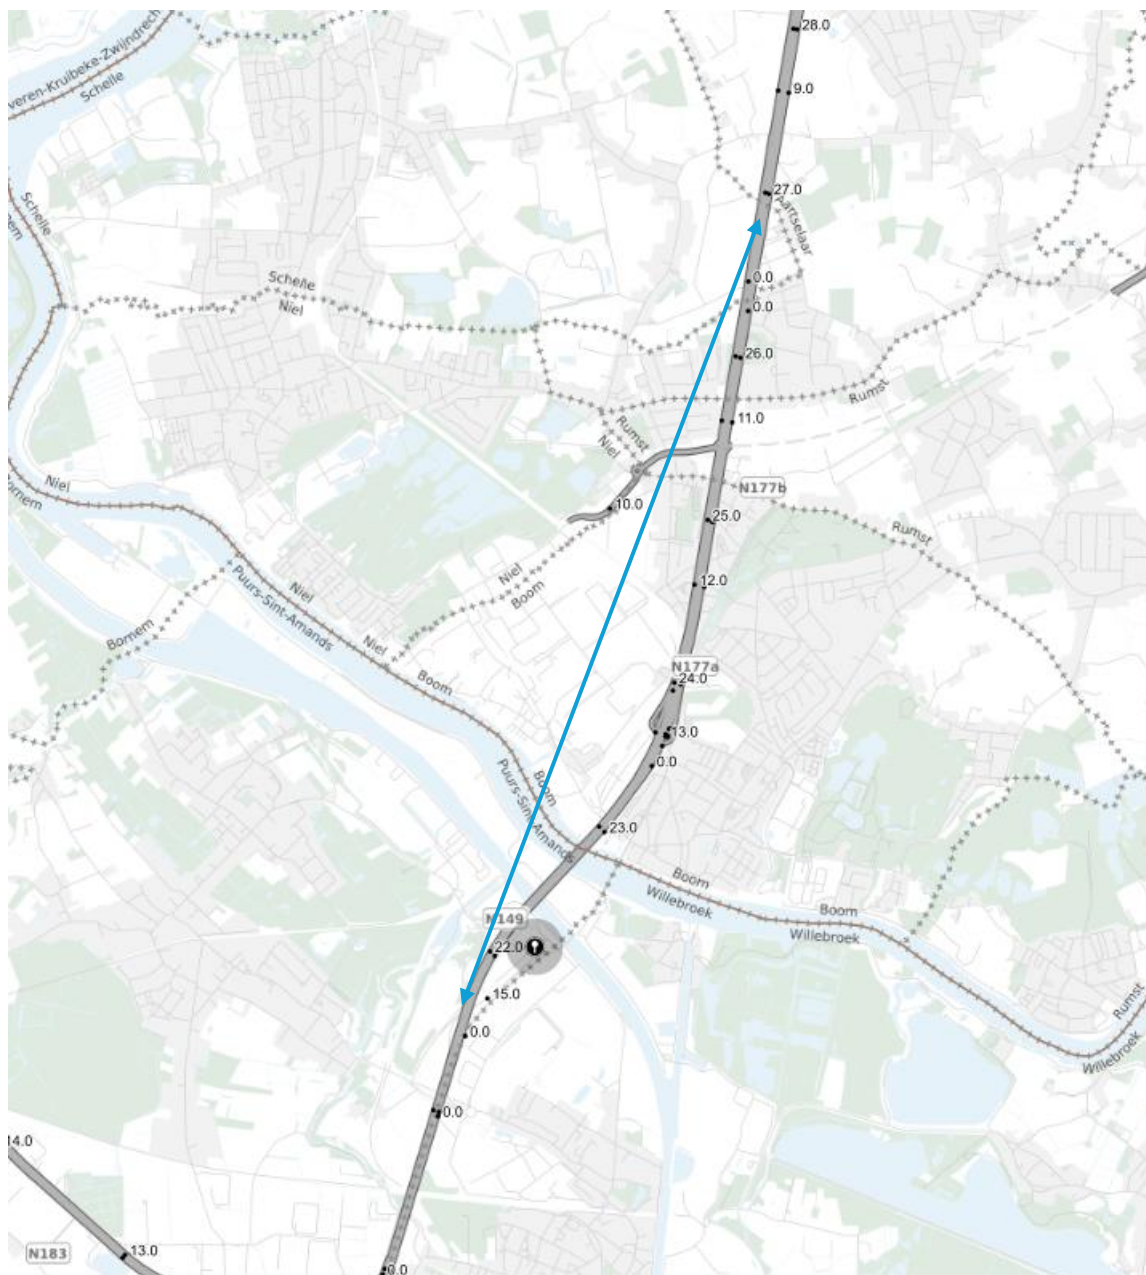 28.0
veren-Kruibeke-Zwijndrech
Schelle
9.0
27.0
Aartselaar
Schelle
Schelle
Niel
0.0
0.0
26.0
Rumst
11.0
Rumst
Niel
Niel
Bornem
N177b
10.0
25.0
Rumst
Niel
Boom
12.0
Niel
Puurs-Sint-Amands
Bornem
Niel
Boom
N177a
24.0
13.0
0.0
Boom
Puurs-Sint-Amands
23.0
Boom
Willebroek
Boom
Willebroek
N149
22.0
15.0
0.0
Rumst
Willebroek
0.0
14.0
N183
13.0
0.0